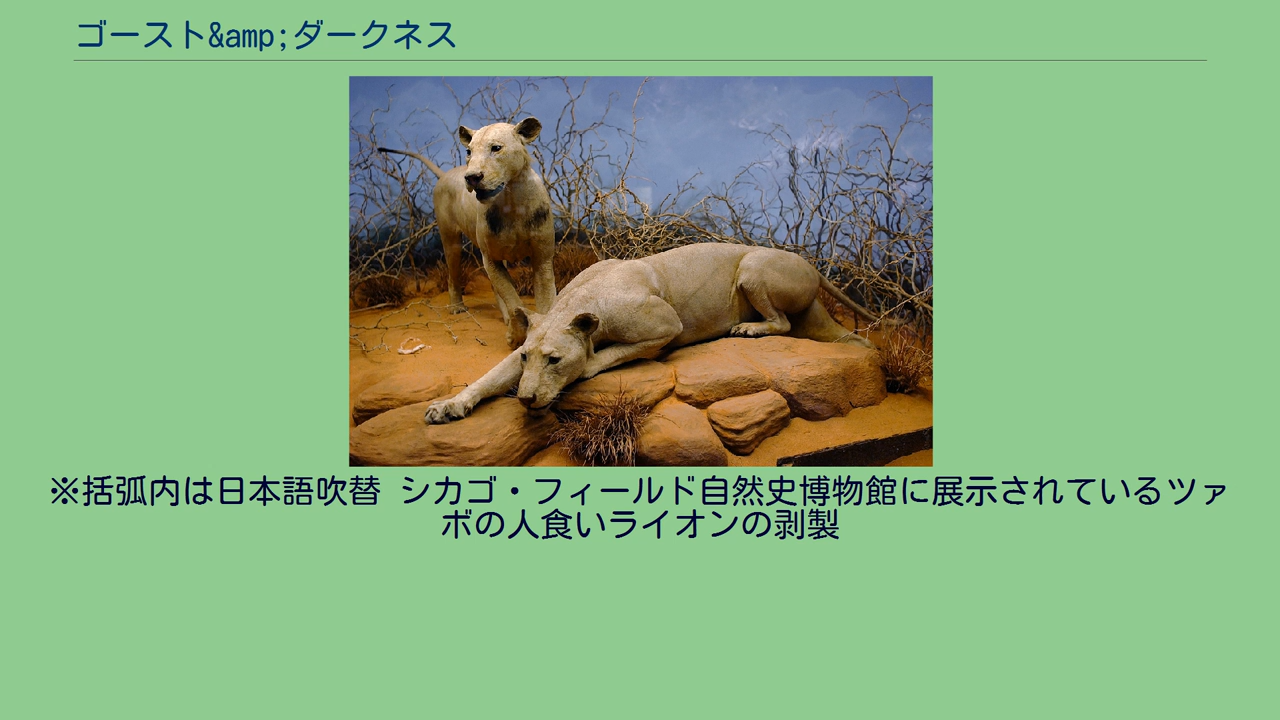 ゴースト&amp;ダークネス
※括弧内は日本語吹替 シカゴ・フィールド自然史博物館に展示されているツァ
ボの人食いライオンの剥製